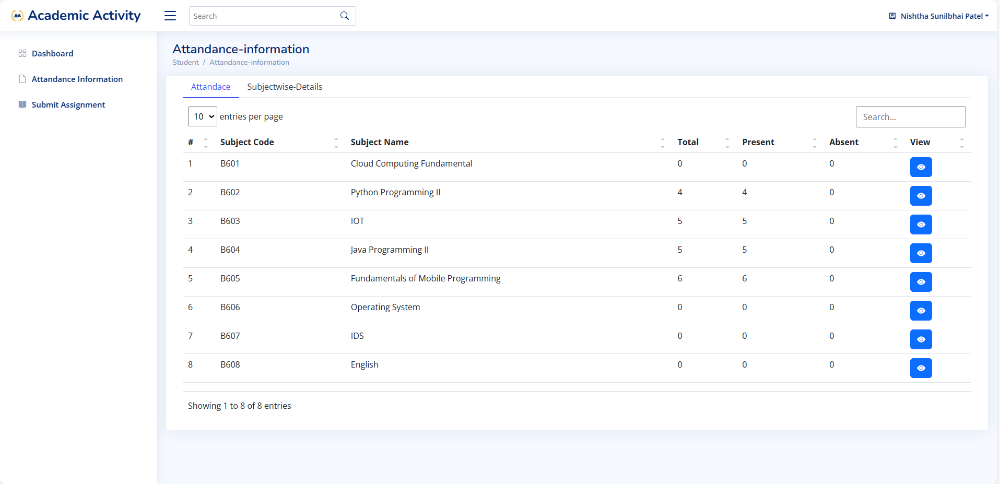 Academic Activity
Search
Nishtha Sunilbhai Patel
Dashboard
Attandance Information
Submit Assignment
Attandance-information
Student / Attandance-information
Attandace Subjectwise-Details
10 entries per page
Search...
# Subject Code Subject Name Total Present Absent View
1 B601 Cloud Computing Fundamental 0 0 0
2 B602 Python Programming II 4 4 0
3 B603 IOT 5 5 0
4 B604 Java Programming II 5 5 0
5 B605 Fundamentals of Mobile Programming 6 6 0
6 B606 Operating System 0 0 0
7 B607 IDS 0 0 0
8 B608 English 0 0 0
Showing 1 to 8 of 8 entries